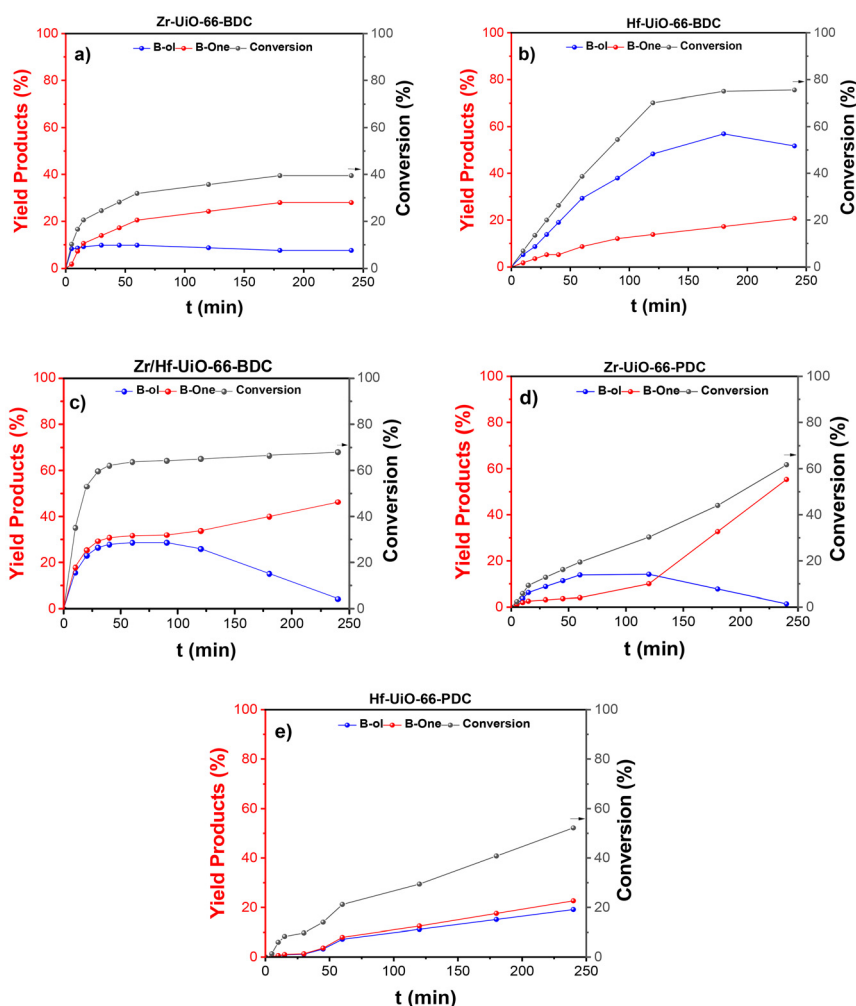 Zr-UiO-66-BDC
a)
B-ol B-One Conversion
Yield Products (%)
Conversion (%)
100
80
60
40
20
0
100
80
60
40
20
0
0 50 100 150 200 250
t (min)
Hf-UiO-66-BDC
b)
B-ol B-One Conversion
Yield Products (%)
Conversion (%)
100
80
60
40
20
0
100
80
60
40
20
0
0 50 100 150 200 250
t (min)
Zr/Hf-UiO-66-BDC
c)
B-ol B-One Conversion
Yield Products (%)
Conversion (%)
100
80
60
40
20
0
100
80
60
40
20
0
0 50 100 150 200 250
t (min)
Zr-UiO-66-PDC
d)
B-ol B-One Conversion
Yield Products (%)
Conversion (%)
100
80
60
40
20
0
100
80
60
40
20
0
0 50 100 150 200 250
t (min)
Hf-UiO-66-PDC
e)
B-ol B-One Conversion
Yield Products (%)
Conversion (%)
100
80
60
40
20
0
100
80
60
40
20
0
0 50 100 150 200 250
t (min)